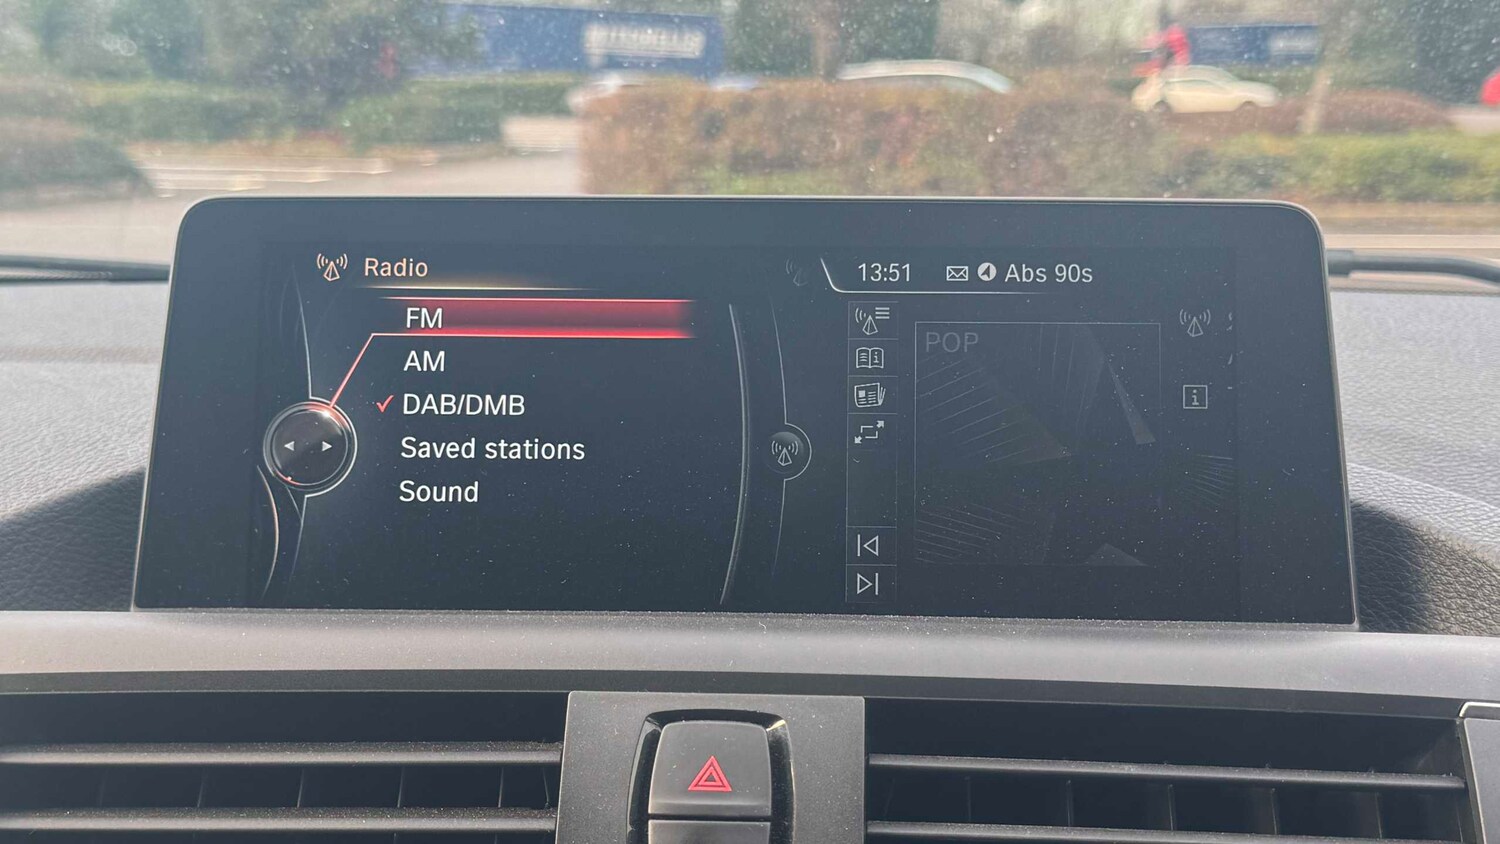 Radio
13:51 Abs 90s
FM
AM
✓ DAB/DMB
Saved stations
Sound
POP